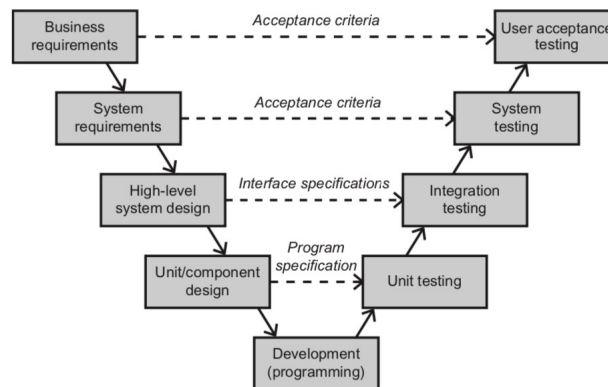 Business
requirements
Acceptance criteria
User acceptance
testing
System
requirements
Acceptance criteria
System
testing
High-level
system design
Interface specifications
Integration
testing
Unit/component
design
Program
specification
Unit testing
Development
(programming)